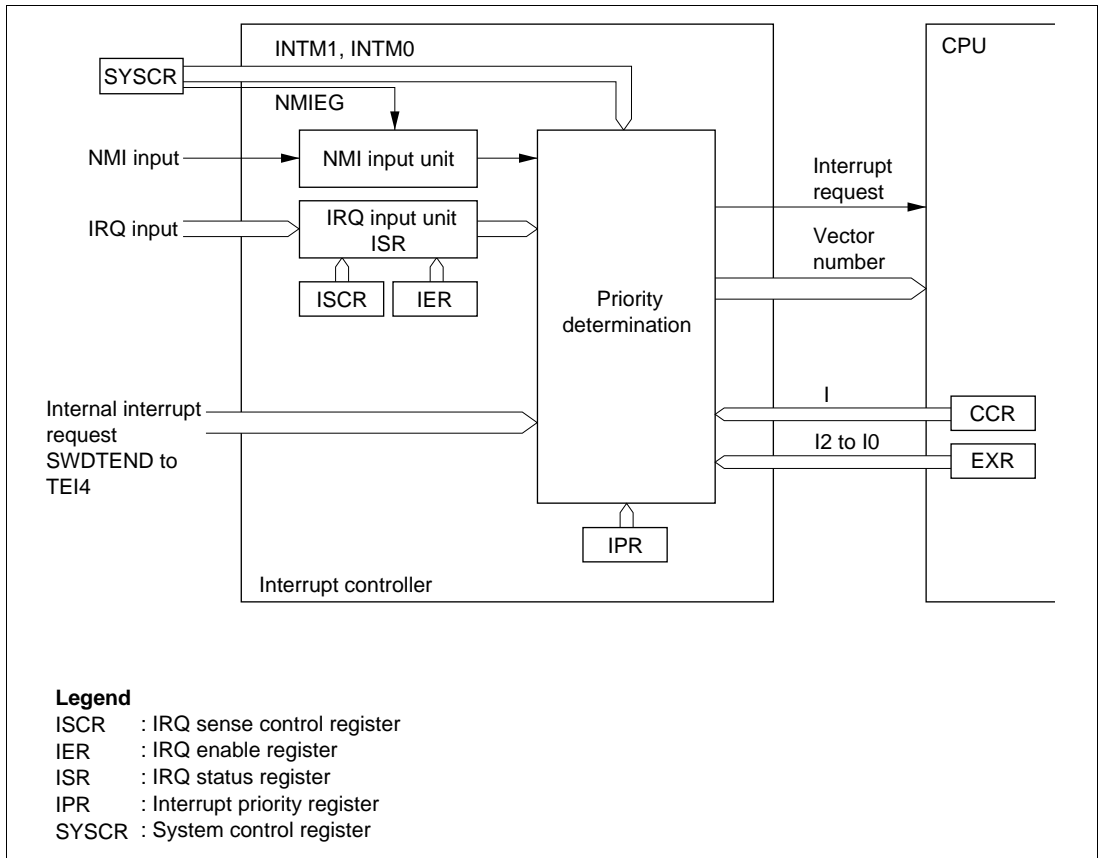 INTM1, INTM0
CPU
SYSCR
NMIEG
NMI input
NMI input unit
Interrupt
request
IRQ input
IRQ input unit
ISR
Vector
number
ISCR
IER
Priority
determination
Internal interrupt
request
SWDTEND to
TEI4
I
CCR
I2 to I0
EXR
IPR
Interrupt controller
Legend
ISCR : IRQ sense control register
IER : IRQ enable register
ISR : IRQ status register
IPR : Interrupt priority register
SYSCR : System control register